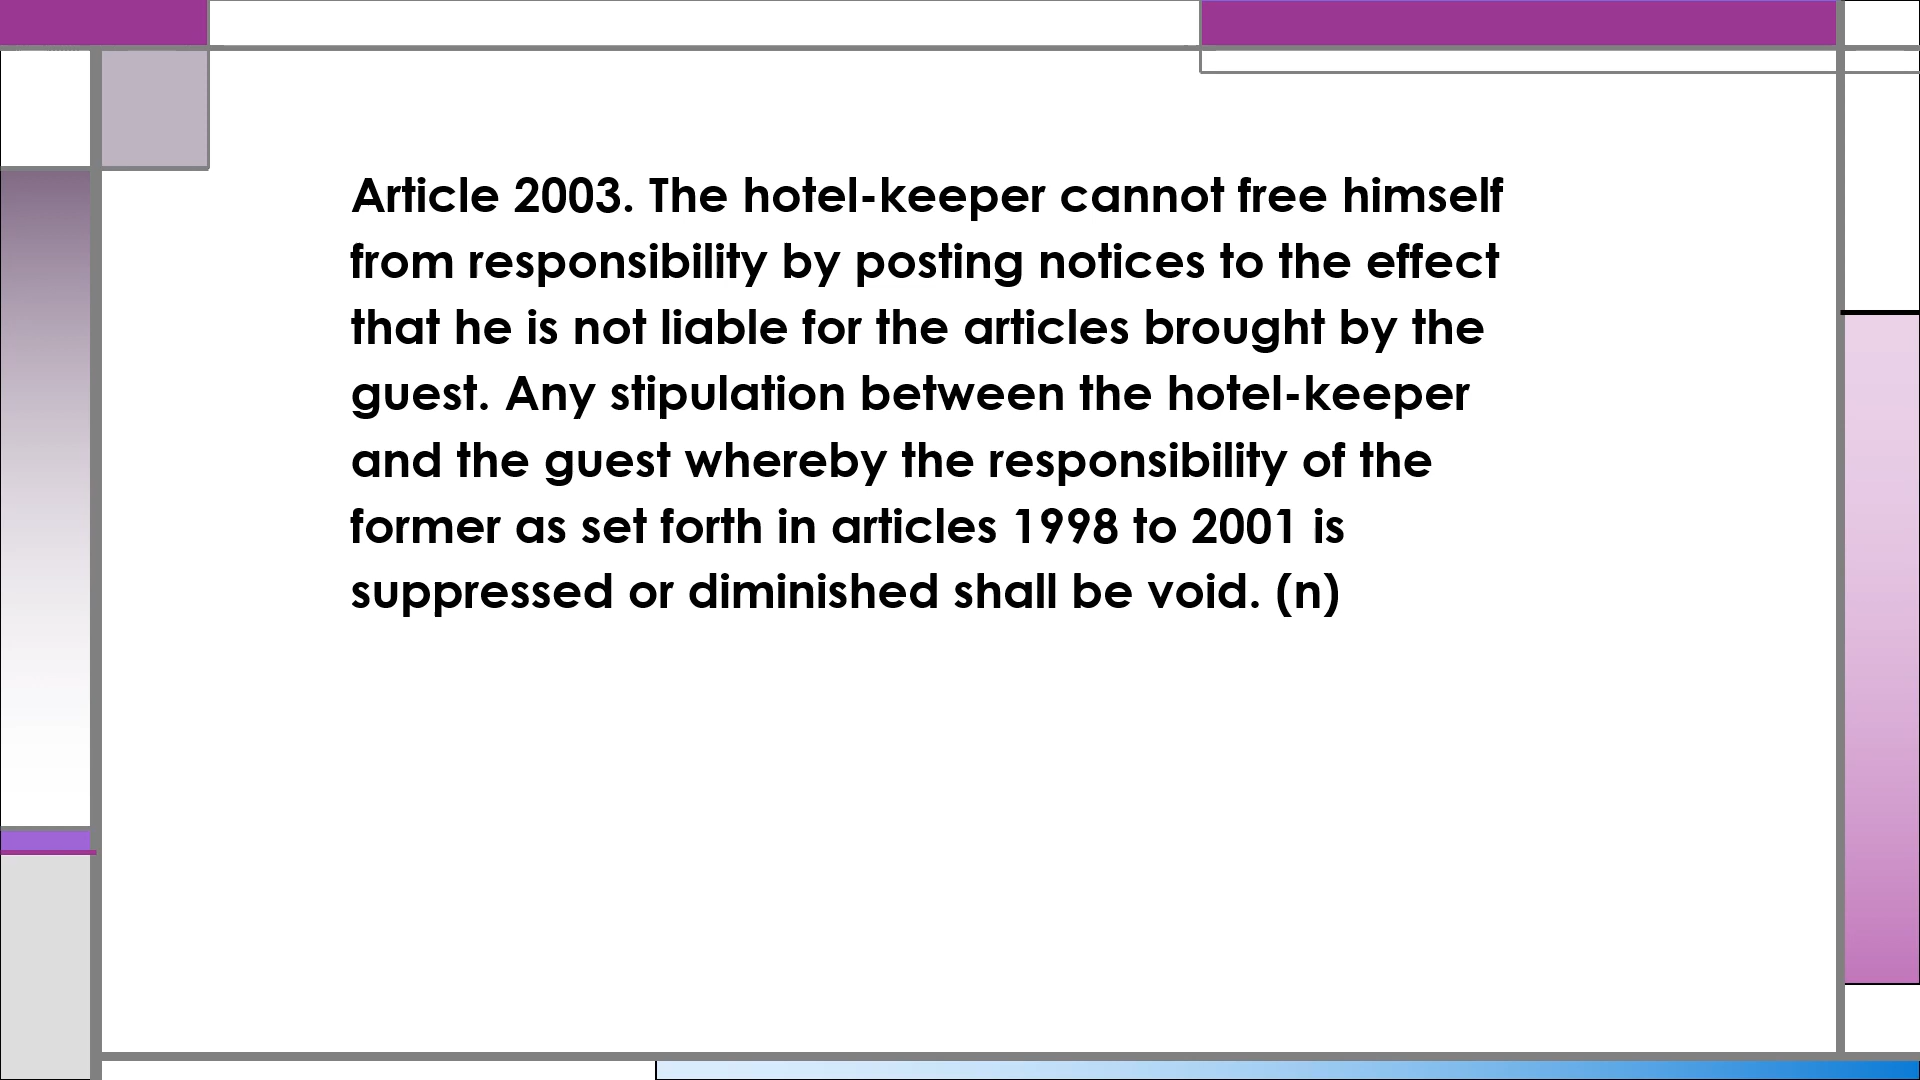 Article 2003. The hotel-keeper cannot free himself
from responsibility by posting notices to the effect
that he is not liable for the articles brought by the
guest. Any stipulation between the hotel-keeper
and the guest whereby the responsibility of the
former as set forth in articles 1998 to 2001 is
suppressed or diminished shall be void. (n)